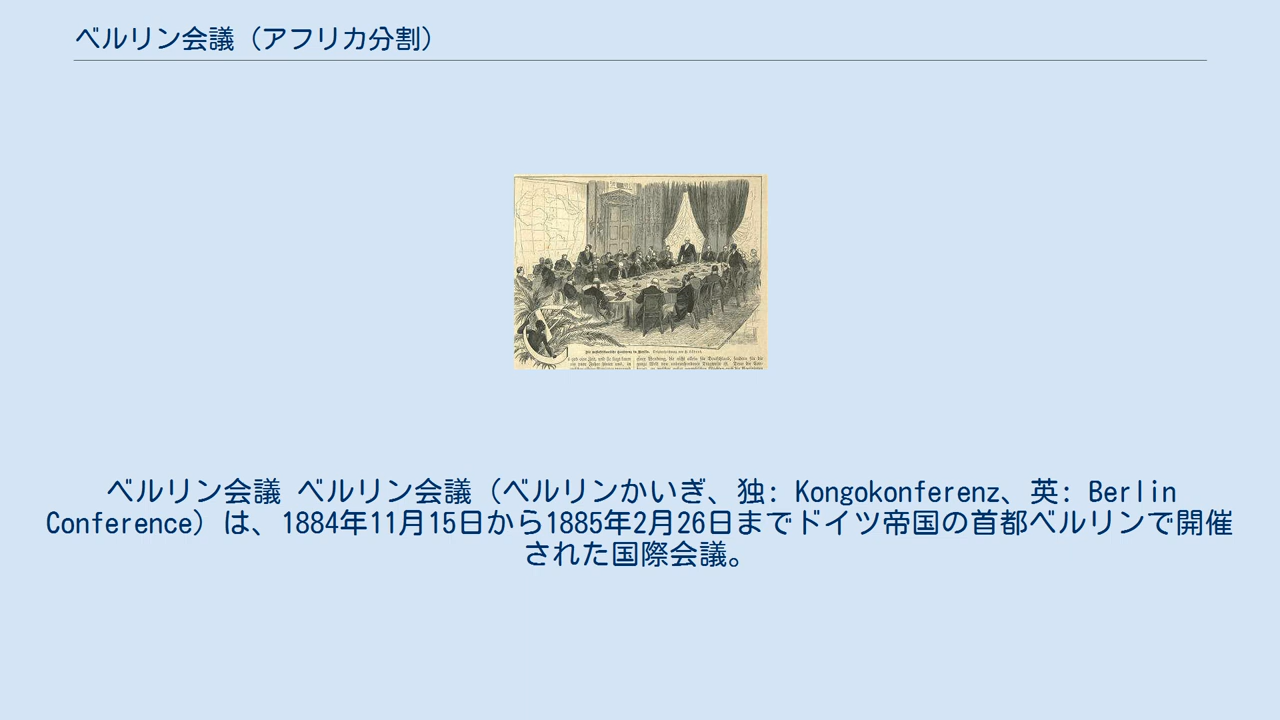 ベルリン会議（アフリカ分割）
ベルリン会議 ベルリン会議（ベルリンかいぎ、独: Kongokonferenz、英: Berlin
Conference）は、1884年11月15日から1885年2月26日までドイツ帝国の首都ベルリンで開催
された国際会議。